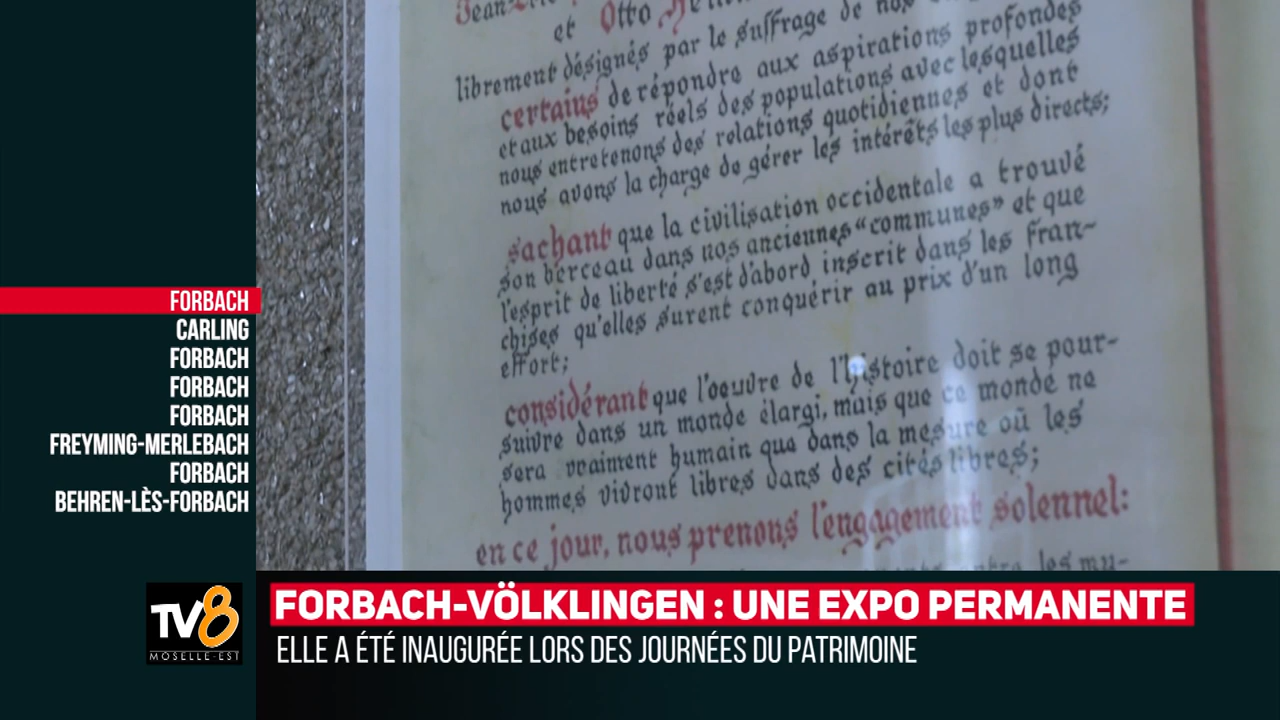 et Otto
librement désignés par le suffrage de nos
certains de répondre aux aspirations profondes
et aux besoins réels des populations avec lesquelles
nous entretenons des relations quotidiennes et dont
nous avons la charge de gérer les intérêts les plus directs;
sachant que la civilisation occidentale a trouvé
son berceau dans nos anciennes "communes" et que
l'esprit de liberté s'est d'abord inscrit dans les fran-
chises qu'elles surent conquérir au prix d'un long
effort;
considérant que l'oeuvre de l'histoire doit se pour-
suivre dans un monde élargi, mais que ce monde ne
sera vraiment humain que dans la mesure où les
hommes vivront libres dans des cités libres;
en ce jour, nous prenons l'engagement solennel:
les mu-
FORBACH
CARLING
FORBACH
FORBACH
FORBACH
FREYMING-MERLEBACH
FORBACH
BEHREN-LÈS-FORBACH
TV8
MOSELLE-EST
FORBACH-VÖLKLINGEN : UNE EXPO PERMANENTE
ELLE A ÉTÉ INAUGURÉE LORS DES JOURNÉES DU PATRIMOINE